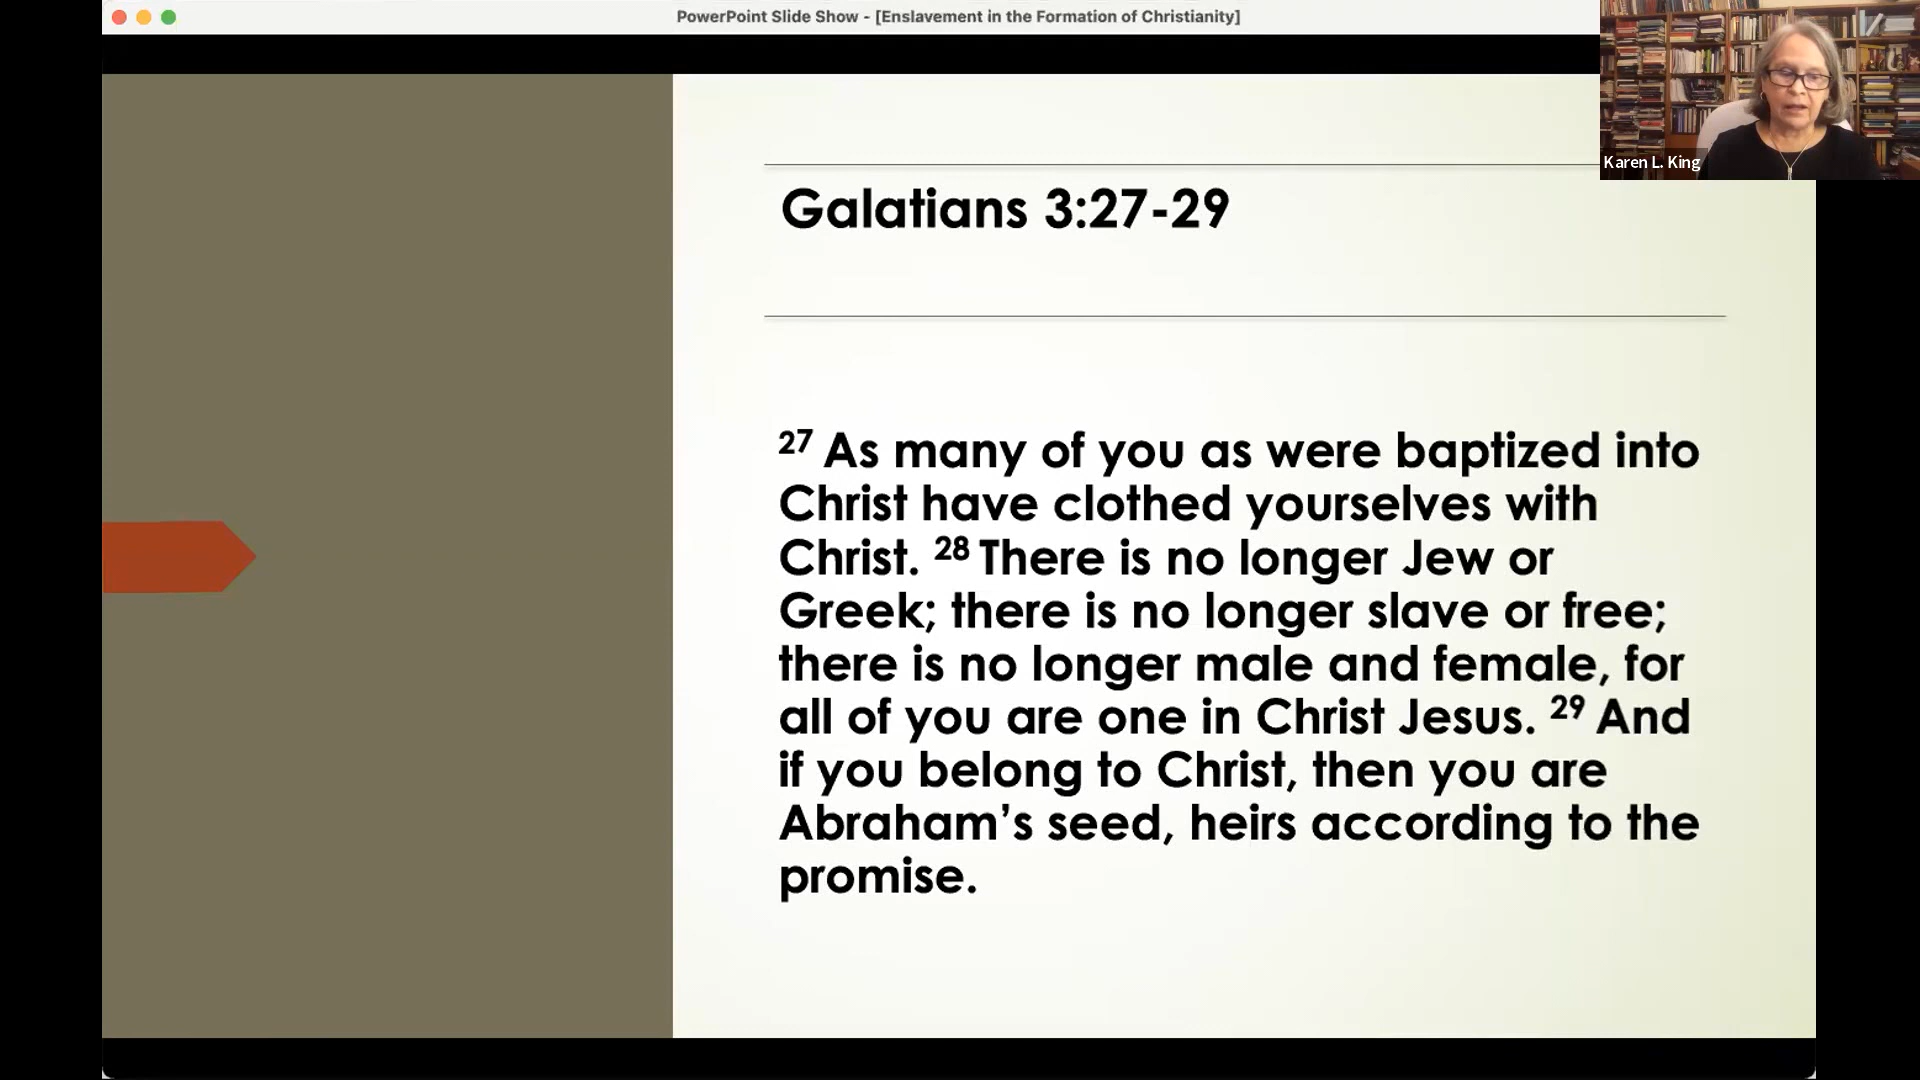 PowerPoint Slide Show - [Enslavement in the Formation of Christianity]
Karen L. King
Galatians 3:27-29
27 As many of you as were baptized into
Christ have clothed yourselves with
Christ. 28 There is no longer Jew or
Greek; there is no longer slave or free;
there is no longer male and female, for
all of you are one in Christ Jesus. 29 And
if you belong to Christ, then you are
Abraham’s seed, heirs according to the
promise.